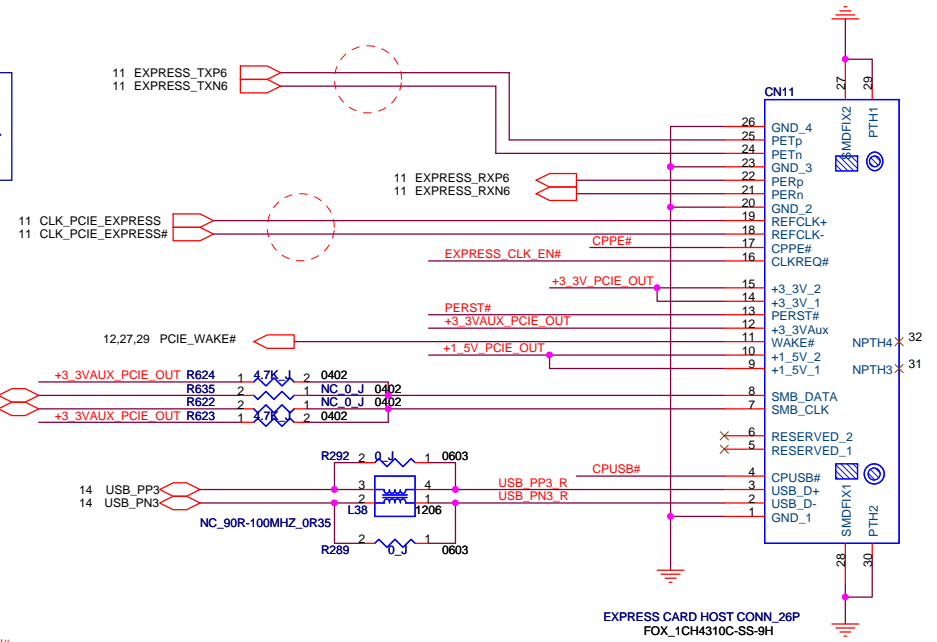 11 EXPRESS_TXP6
11 EXPRESS_TXN6
11 EXPRESS_RXP6
11 EXPRESS_RXN6
11 CLK_PCIE_EXPRESS
11 CLK_PCIE_EXPRESS#
CPPE#
EXPRESS_CLK_EN#
+3_3V_PCIE_OUT
PERST#
+3_3VAUX_PCIE_OUT
12,27,29 PCIE_WAKE#
+1_5V_PCIE_OUT
+3_3VAUX_PCIE_OUT R624 1 4.7K_J 2 0402
R635 2 NC_0_J 1 0402
R622 2 NC_0_J 1 0402
+3_3VAUX_PCIE_OUT R623 1 4.7K_J 2 0402
R292 2 0_J 1 0603
CPUSB#
14 USB_PP3 3 4 USB_PP3_R
14 USB_PN3 2 1 USB_PN3_R
L38 1206
NC_90R-100MHZ_0R35
R289 2 0_J 1 0603
CN11
27 29
SMDFIX2 PTH1
26 GND_4
25 PETp
24 PETn
23 GND_3
22 PERp
21 PERn
20 GND_2
19 REFCLK+
18 REFCLK-
17 CPPE#
16 CLKREQ#
15 +3_3V_2
14 +3_3V_1
13 PERST#
12 +3_3VAux
11 WAKE#
10 +1_5V_2
9 +1_5V_1
8 SMB_DATA
7 SMB_CLK
6 RESERVED_2
5 RESERVED_1
4 CPUSB#
3 USB_D+
2 USB_D-
1 GND_1
NPTH4 32
NPTH3 31
SMDFIX1 PTH2
28 30
EXPRESS CARD HOST CONN_26P
FOX_1CH4310C-SS-9H